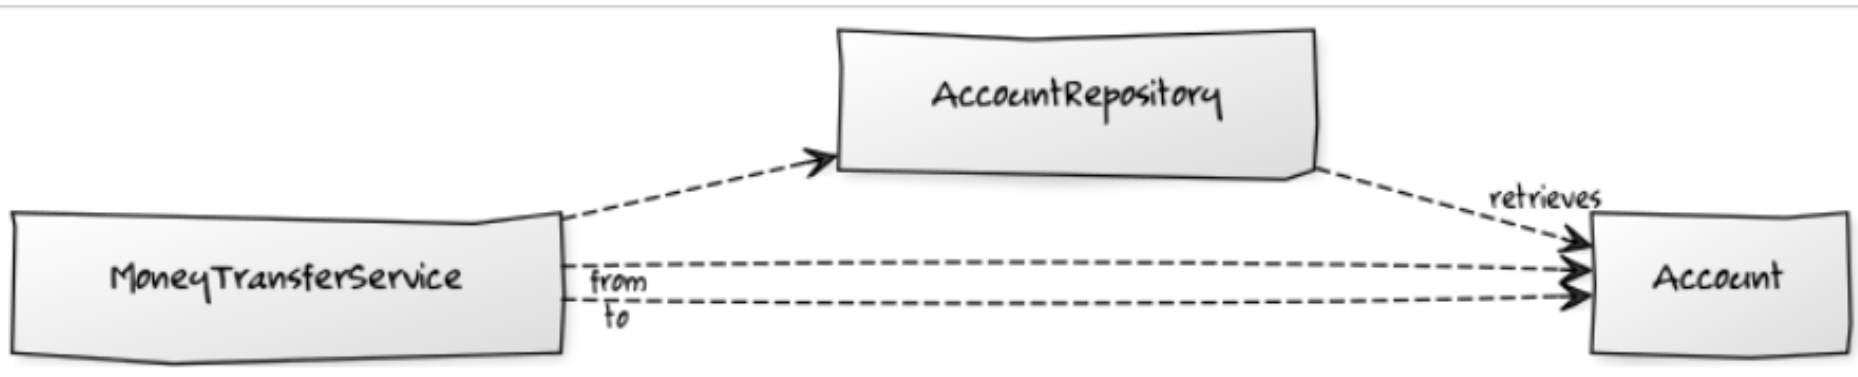 AccountRepository
retrieves
MoneyTransferService
from
to
Account